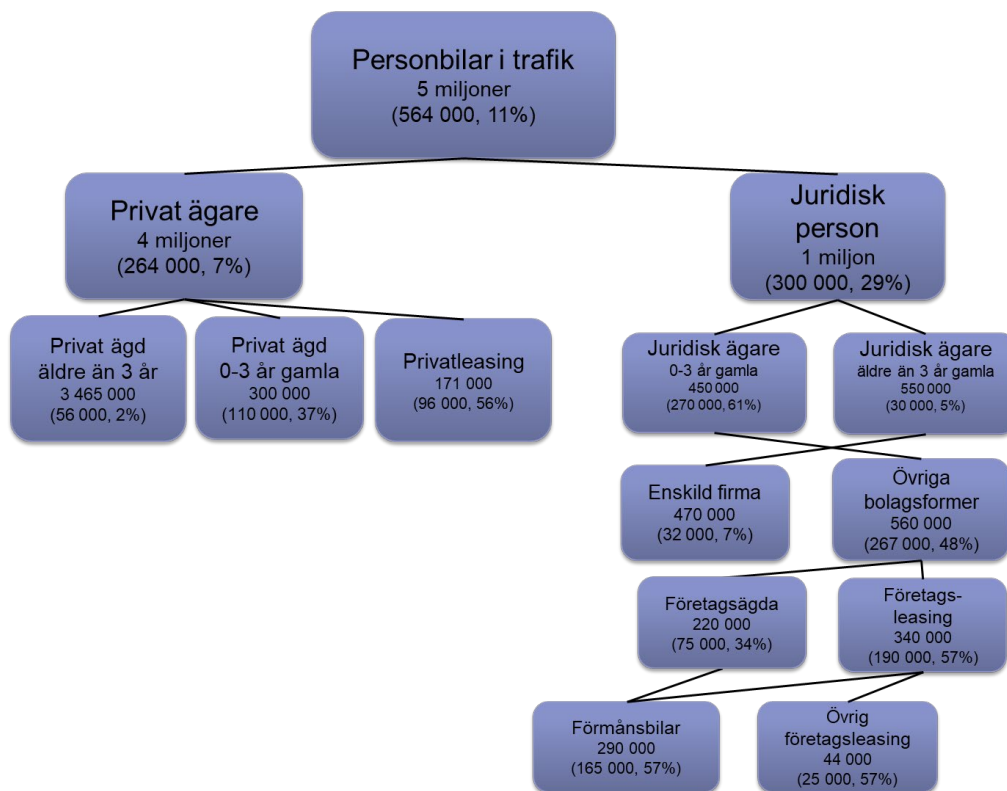 Personbilar i trafik
5 miljoner
(564 000, 11%)
Privat ägare
4 miljoner
(264 000, 7%)
Juridisk
person
1 miljon
(300 000, 29%)
Privat ägd
äldre än 3 år
3 465 000
(56 000, 2%)
Privat ägd
0-3 år gamla
300 000
(110 000, 37%)
Privatleasing
171 000
(96 000, 56%)
Juridisk ägare
0-3 år gamla
450 000
(270 000, 61%)
Juridisk ägare
äldre än 3 år gamla
550 000
(30 000, 5%)
Enskild firma
470 000
(32 000, 7%)
Övriga
bolagsformer
560 000
(267 000, 48%)
Företagsägda
220 000
(75 000, 34%)
Företags-
leasing
340 000
(190 000, 57%)
Förmånsbilar
290 000
(165 000, 57%)
Övrig
företagsleasing
44 000
(25 000, 57%)